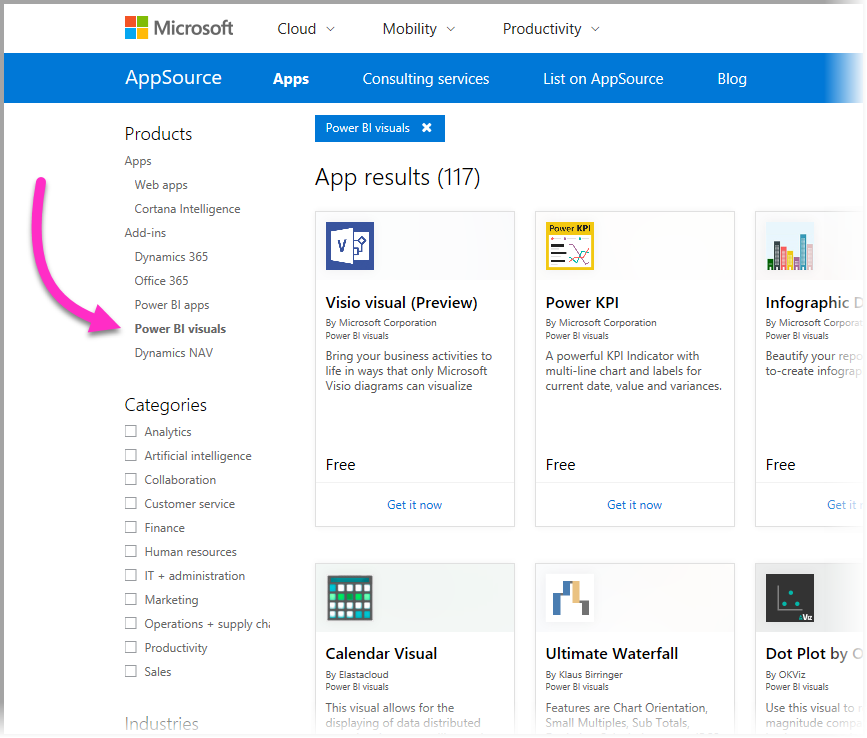 Microsoft
Cloud
Mobility
Productivity
AppSource
Apps
Consulting services
List on AppSource
Blog
Products
Apps
Web apps
Cortana Intelligence
Add-ins
Dynamics 365
Office 365
Power BI apps
Power BI visuals
Dynamics NAV
Categories
Analytics
Artificial intelligence
Collaboration
Customer service
Finance
Human resources
IT + administration
Marketing
Operations + supply cha
Productivity
Sales
Industries
Power BI visuals
App results (117)
V
Visio visual (Preview)
By Microsoft Corporation
Power BI visuals
Bring your business activities to
life in ways that only Microsoft
Visio diagrams can visualize
Free
Get it now
Power KPI
Power KPI
By Microsoft Corporation
Power BI visuals
A powerful KPI Indicator with
multi-line chart and labels for
current date, value and variances.
Free
Get it now
Infographic D
By Microsoft Corpora
Power BI visuals
Beautify your repo
to-create infograp
Free
Get it
Calendar Visual
By Elastacloud
Power BI visuals
This visual allows for the
displaying of data distributed
Ultimate Waterfall
By Klaus Birringer
Power BI visuals
Features are Chart Orientation,
Small Multiples, Sub Totals,
Dot Plot by O
By OKViz
Power BI visuals
Use this visual to
magnitude compa